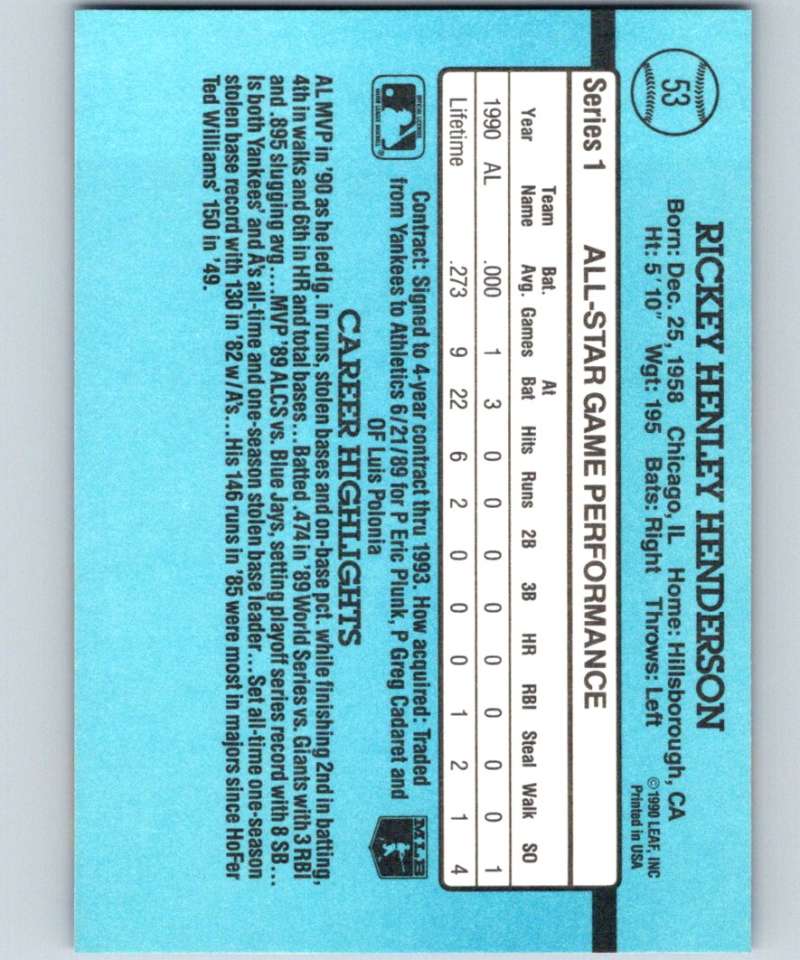 53
RICKEY HENLEY HENDERSON
Born: Dec. 25, 1958 Chicago, IL Home: Hillsborough, CA
Ht: 5'10" Wgt: 195 Bats: Right Throws: Left
©1990 LEAF, INC
Printed in USA
Series 1 ALL-STAR GAME PERFORMANCE
Year Team Name Bat. Avg. Games At Bat Hits Runs 2B 3B HR RBI Steal Walk SO
1990 AL .000 1 3 0 0 0 0 0 0 0 0 1
Lifetime .273 9 22 6 2 0 0 0 1 2 1 4
Contract: Signed to 4-year contract thru 1993. How acquired: Traded
from Yankees to Athletics 6/21/89 for P Eric Plunk, P Greg Cadaret and
OF Luis Polonia
MLB
CAREER HIGHLIGHTS
AL MVP in '90 as he led lg. in runs, stolen bases and on-base pct. while finishing 2nd in batting,
4th in walks and 6th in HR and total bases...Batted .474 in '89 World Series vs. Giants with 3 RBI
and .895 slugging avg....MVP '89 ALCS vs. Blue Jays, setting playoff series record with 8 SB...
Is both Yankees' and A's all-time and one-season stolen base leader...Set all-time one-season
stolen base record with 130 in '82 w/A's...His 146 runs in '85 were most in majors since HoFer
Ted Williams' 150 in '49.